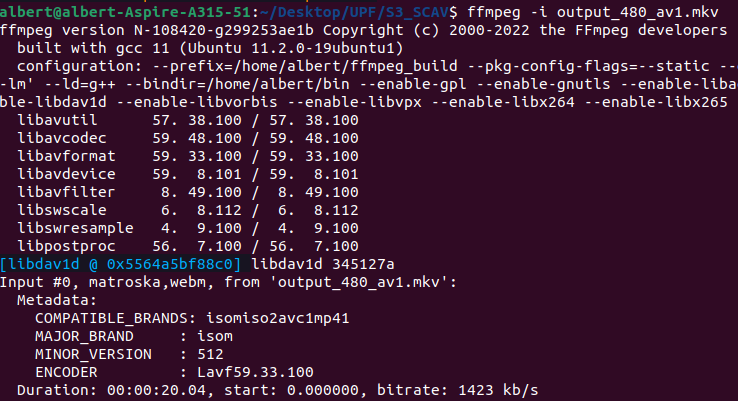 albert@albert-Aspire-A315-51:~/Desktop/UPF/S3_SCAV$ ffmpeg -i output_480_av1.mkv
ffmpeg version N-108420-g299253ae1b Copyright (c) 2000-2022 the FFmpeg developers
  built with gcc 11 (Ubuntu 11.2.0-19ubuntu1)
  configuration: --prefix=/home/albert/ffmpeg_build --pkg-config-flags=--static --
-lm' --ld=g++ --bindir=/home/albert/bin --enable-gpl --enable-gnutls --enable-liba
ble-libdav1d --enable-libvorbis --enable-libvpx --enable-libx264 --enable-libx265
  libavutil      57. 38.100 / 57. 38.100
  libavcodec     59. 48.100 / 59. 48.100
  libavformat    59. 33.100 / 59. 33.100
  libavdevice    59.  8.101 / 59.  8.101
  libavfilter     8. 49.100 /  8. 49.100
  libswscale      6.  8.112 /  6.  8.112
  libswresample   4.  9.100 /  4.  9.100
  libpostproc    56.  7.100 / 56.  7.100
[libdav1d @ 0x5564a5bf88c0] libdav1d 345127a
Input #0, matroska,webm, from 'output_480_av1.mkv':
  Metadata:
    COMPATIBLE_BRANDS: isomiso2avc1mp41
    MAJOR_BRAND     : isom
    MINOR_VERSION   : 512
    ENCODER         : Lavf59.33.100
  Duration: 00:00:20.04, start: 0.000000, bitrate: 1423 kb/s